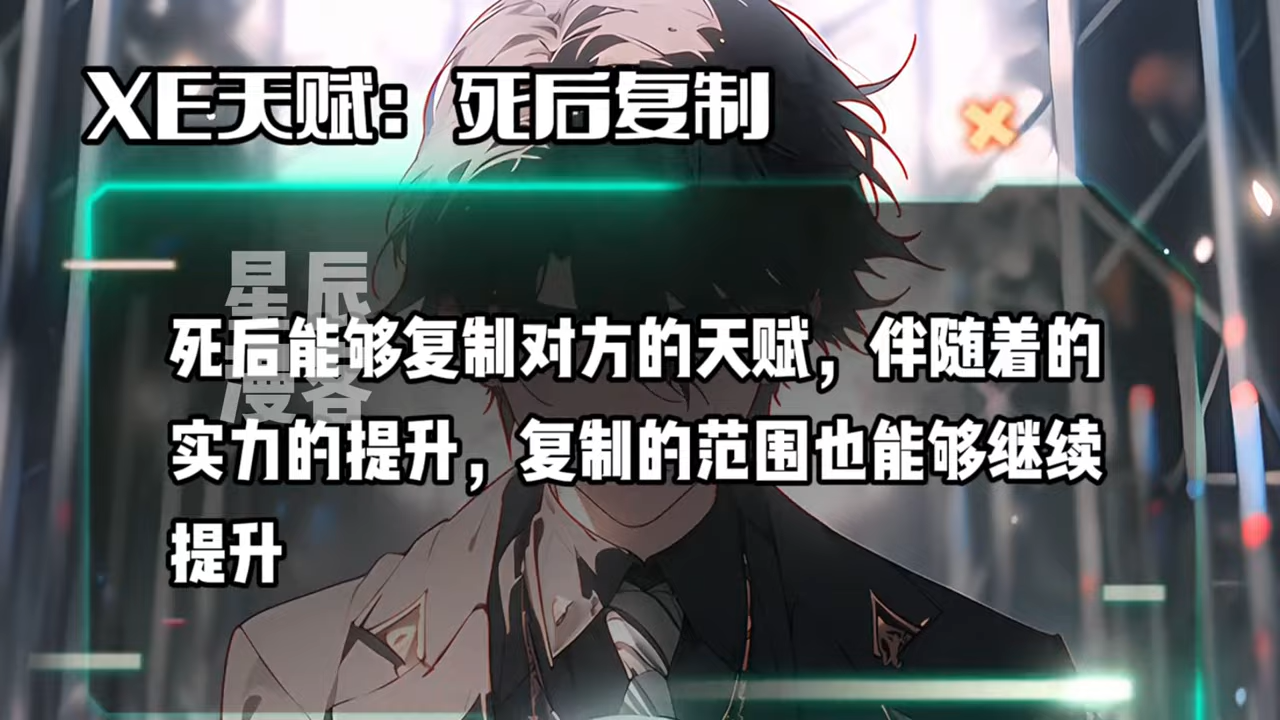 XE天赋：死后复制
星辰
漫客
死后能够复制对方的天赋，伴随着的
实力的提升，复制的范围也能够继续
提升